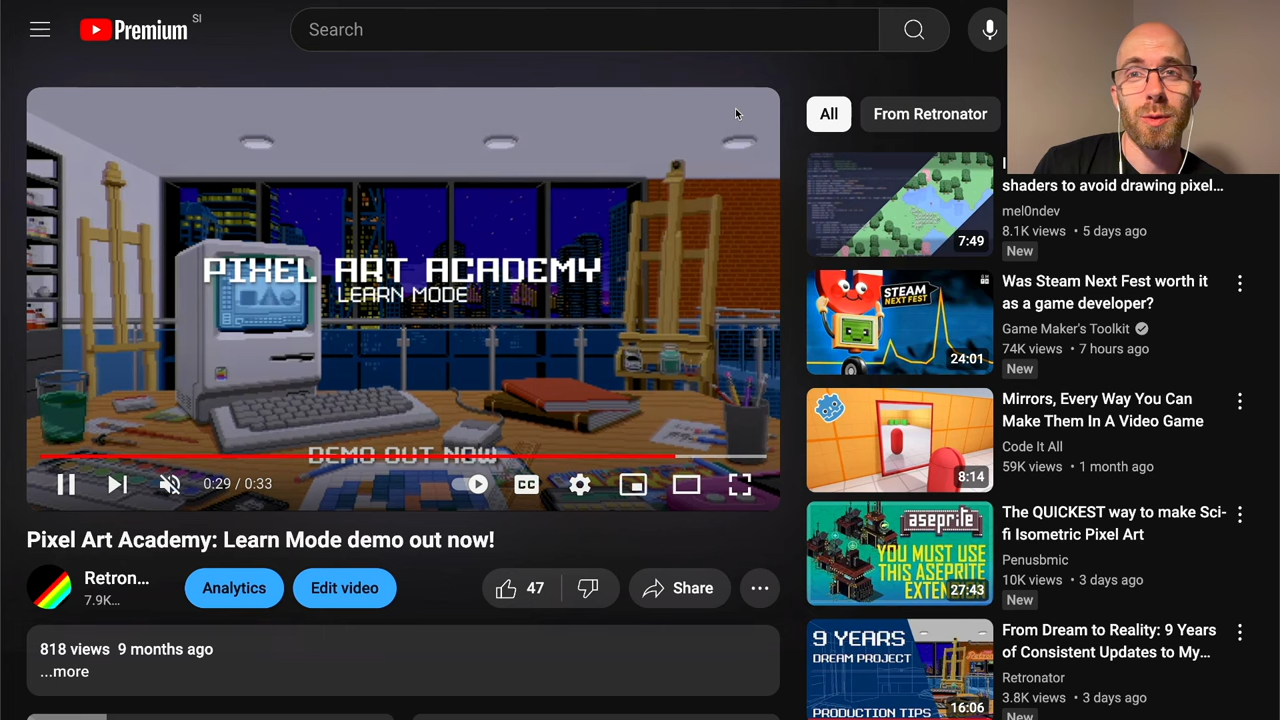 Premium SI
Search
PIXEL ART ACADEMY
LEARN MODE
DEMO OUT NOW
0:29 / 0:33
CC
Pixel Art Academy: Learn Mode demo out now!
Retron...
7.9K...
Analytics
Edit video
47
Share
818 views 9 months ago
...more
All
From Retronator
shaders to avoid drawing pixel...
mel0ndev
8.1K views • 5 days ago
New
7:49
Was Steam Next Fest worth it
as a game developer?
Game Maker's Toolkit
74K views • 7 hours ago
New
STEAM
NEXT FEST
24:01
Mirrors, Every Way You Can
Make Them In A Video Game
Code It All
59K views • 1 month ago
8:14
The QUICKEST way to make Sci-
fi Isometric Pixel Art
Penusbmic
10K views • 3 days ago
New
aseprite
YOU MUST USE
THIS ASEPRITE
EXTENSION
27:43
From Dream to Reality: 9 Years
of Consistent Updates to My...
Retronator
3.8K views • 3 days ago
New
9 YEARS
DREAM PROJECT
PRODUCTION TIPS
16:06